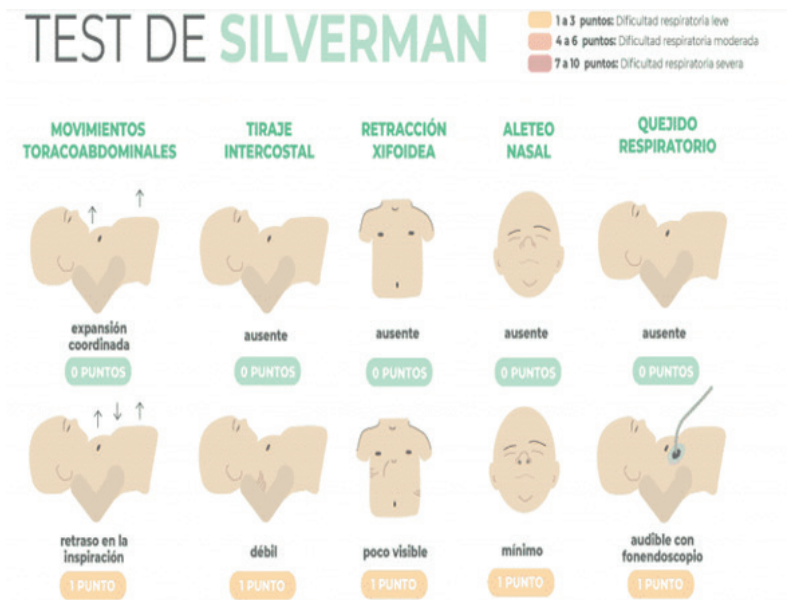 TEST DE SILVERMAN
1 a 3 puntos: Dificultad respiratoria leve
4 a 6 puntos: Dificultad respiratoria moderada
7 a 10 puntos: Dificultad respiratoria severa
MOVIMIENTOS
TORACOABDOMINALES
TIRAJE
INTERCOSTAL
RETRACCIÓN
XIFOIDEA
ALETEO
NASAL
QUEJIDO
RESPIRATORIO
expansión
coordinada
ausente
ausente
ausente
ausente
0 PUNTOS
0 PUNTOS
0 PUNTOS
0 PUNTOS
0 PUNTOS
retraso en la
inspiración
débil
poco visible
mínimo
audible con
fonendoscopio
1 PUNTO
1 PUNTO
1 PUNTO
1 PUNTO
1 PUNTO